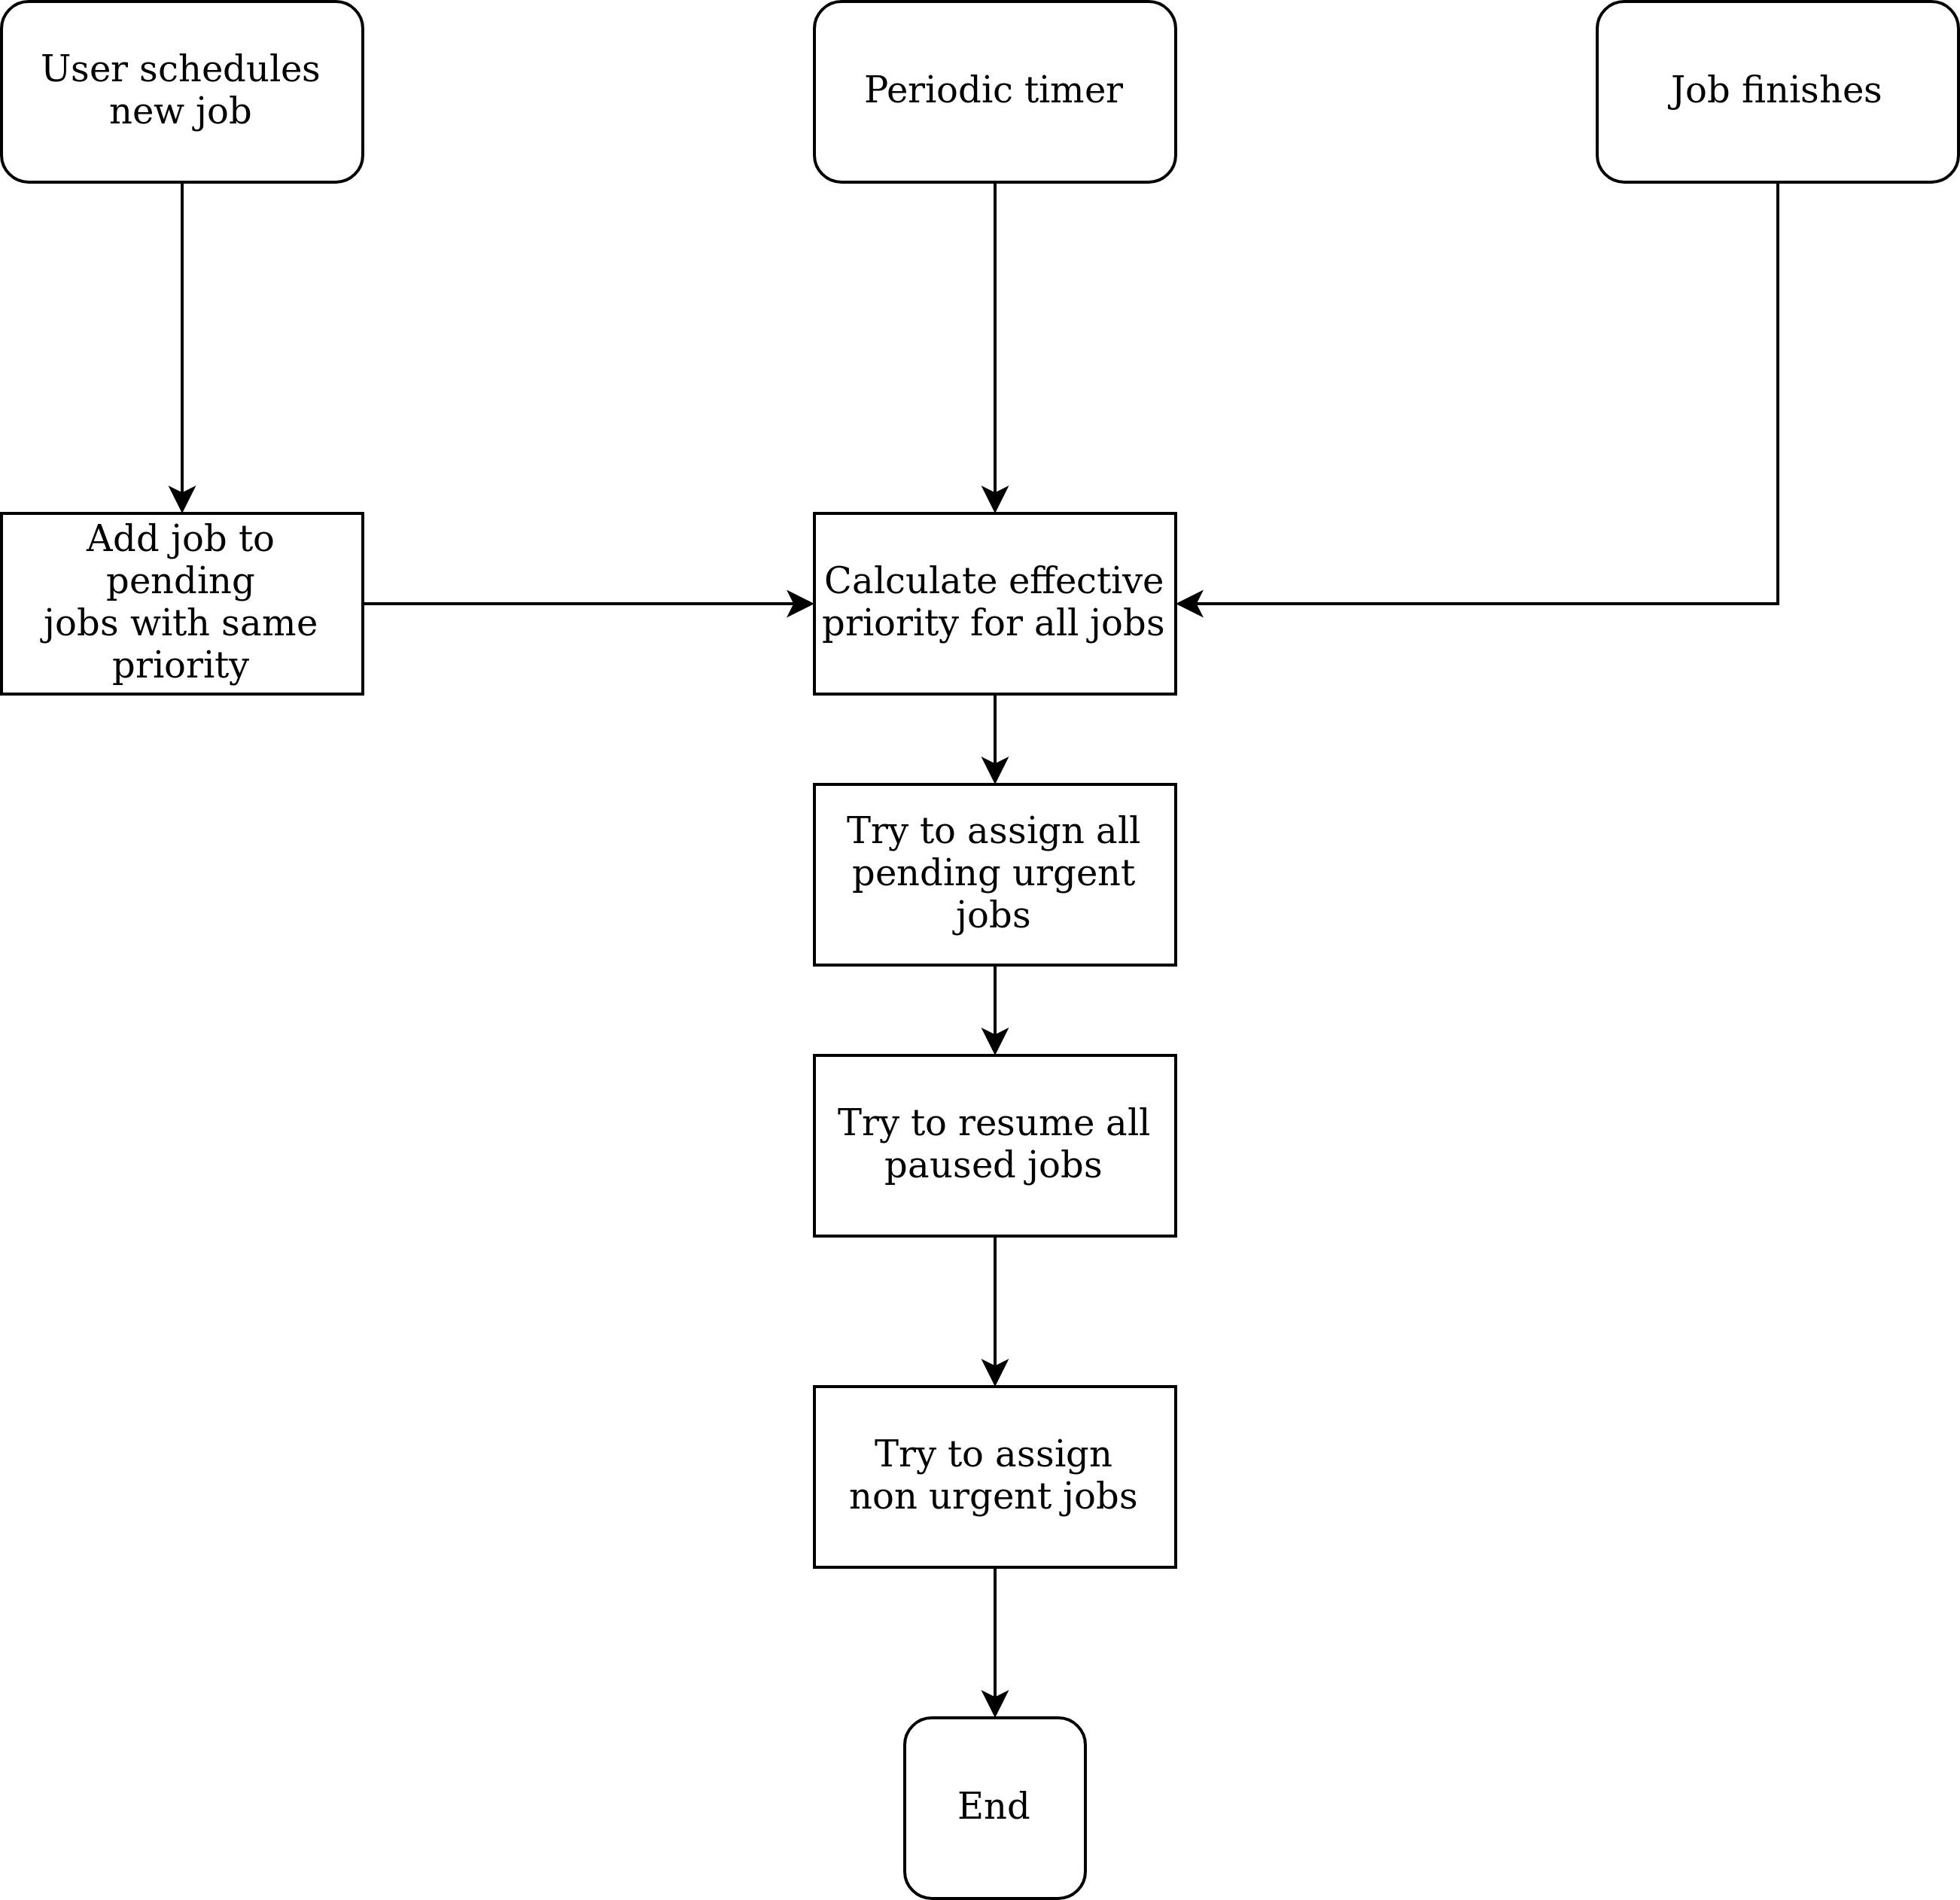 User schedules
new job
Periodic timer
Job finishes
Add job to
pending
jobs with same
priority
Calculate effective
priority for all jobs
Try to assign all
pending urgent
jobs
Try to resume all
paused jobs
Try to assign
non urgent jobs
End